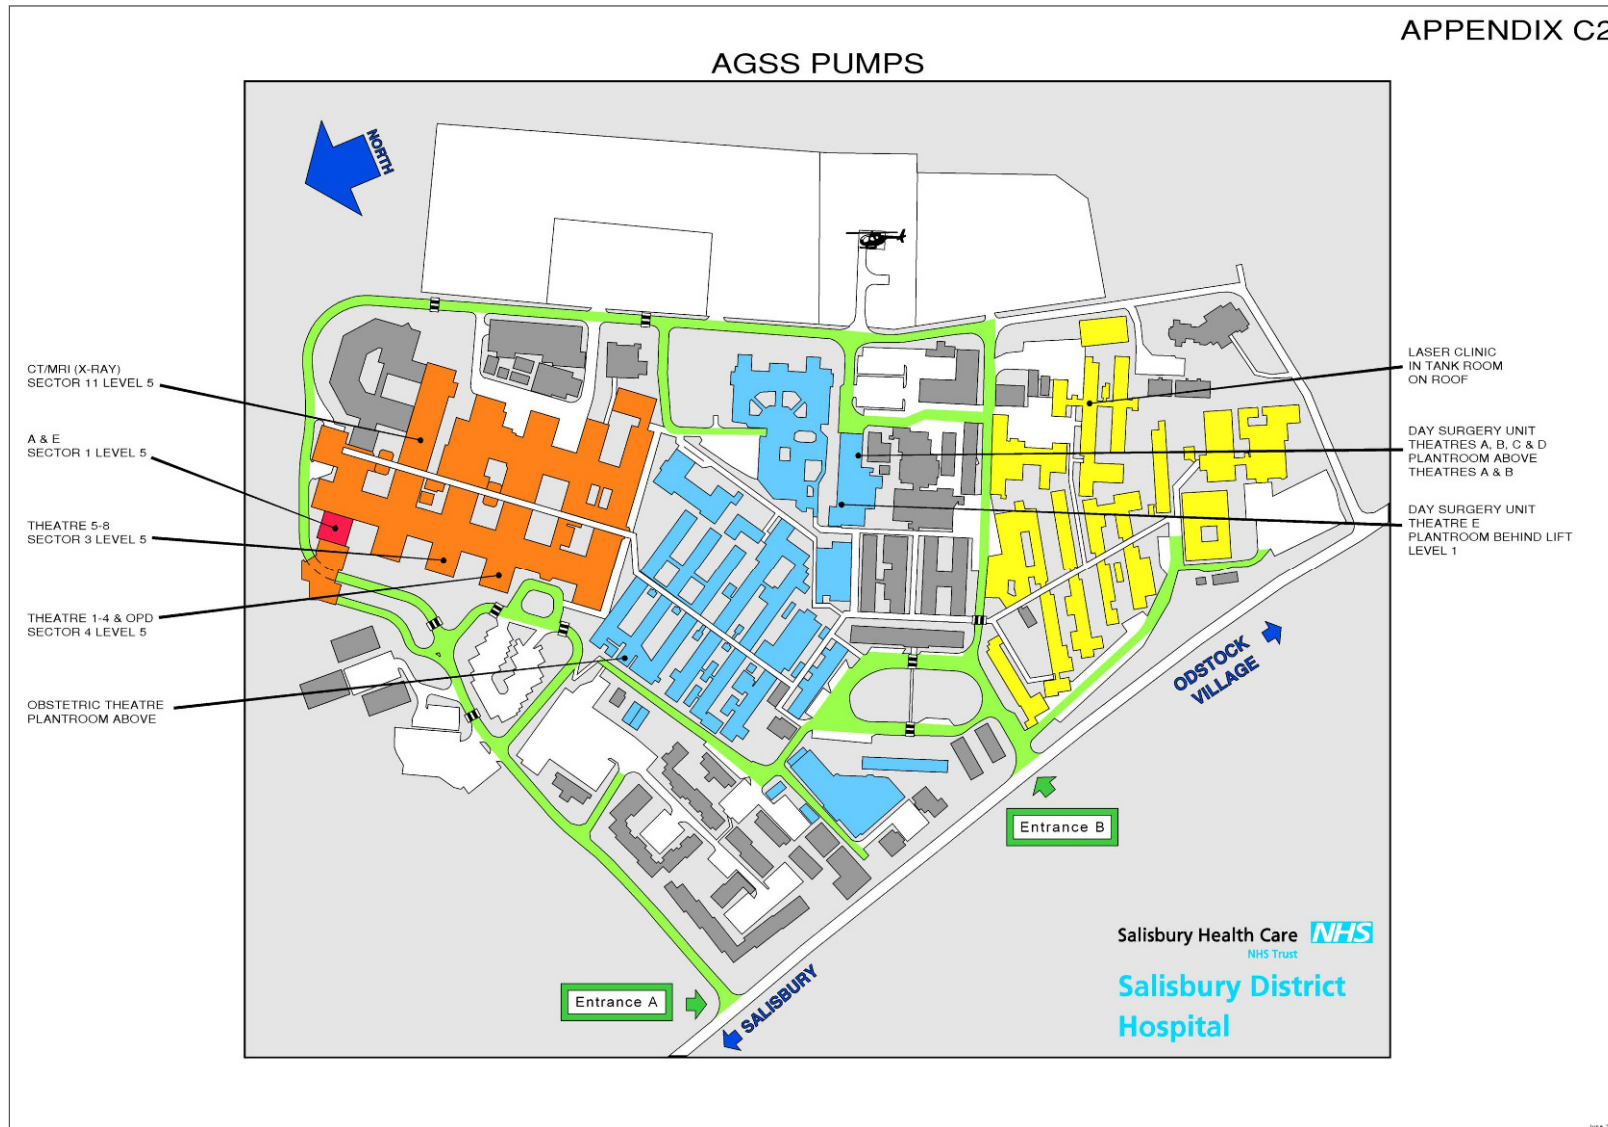 APPENDIX C2
AGSS PUMPS
NORTH
CT/MRI (X-RAY)
SECTOR 11 LEVEL 5
A & E
SECTOR 1 LEVEL 5
THEATRE 5-8
SECTOR 3 LEVEL 5
THEATRE 1-4 & OPD
SECTOR 4 LEVEL 5
OBSTETRIC THEATRE
PLANTROOM ABOVE
LASER CLINIC
IN TANK ROOM
ON ROOF
DAY SURGERY UNIT
THEATRES A, B, C & D
PLANTROOM ABOVE
THEATRES A & B
DAY SURGERY UNIT
THEATRE E
PLANTROOM BEHIND LIFT
LEVEL 1
ODSTOCK
VILLAGE
Entrance B
Entrance A
SALISBURY
Salisbury Health Care NHS
NHS Trust
Salisbury District
Hospital